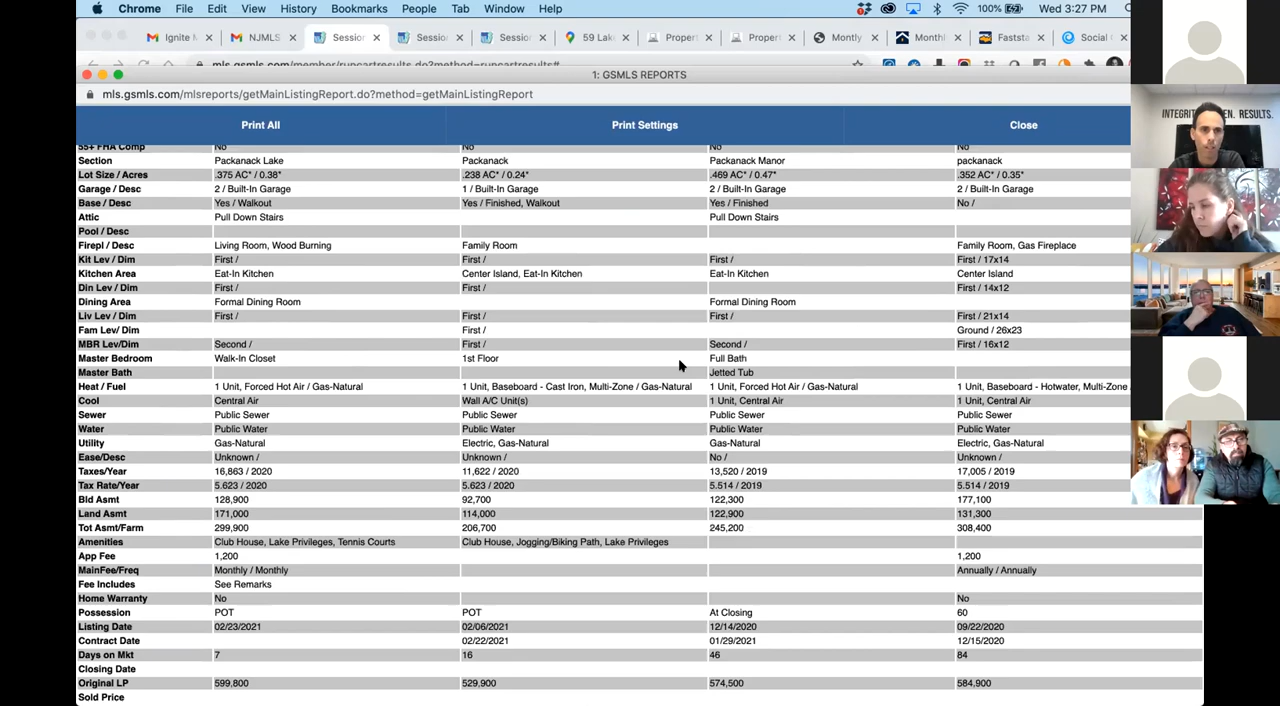 Chrome File Edit View History Bookmarks People Tab Window Help 100% Wed 3:27 PM
Ignite M NJMLS Session Session Session 59 Lak Propert Propert Montly Monthl Faststa Social
mls.gsmls.com/member/runcartresults.do?method=runcartresults#
1: GSMLS REPORTS
mls.gsmls.com/mlsreports/getMainListingReport.do?method=getMainListingReport
Print All Print Settings Close
55+ FHA Comp No No No
Section Packanack Lake Packanack Packanack Manor packanack
Lot Size / Acres .375 AC* / 0.38* .238 AC* / 0.24* .469 AC* / 0.47* .352 AC* / 0.35*
Garage / Desc 2 / Built-In Garage 1 / Built-In Garage 2 / Built-In Garage 2 / Built-In Garage
Base / Desc Yes / Walkout Yes / Finished, Walkout Yes / Finished No /
Attic Pull Down Stairs Pull Down Stairs
Pool / Desc
Firepl / Desc Living Room, Wood Burning Family Room Family Room, Gas Fireplace
Kit Lev / Dim First / First / First / First / 17x14
Kitchen Area Eat-In Kitchen Center Island, Eat-In Kitchen Eat-In Kitchen Center Island
Din Lev / Dim First / First / First / 14x12
Dining Area Formal Dining Room Formal Dining Room
Liv Lev / Dim First / First / First / First / 21x14
Fam Lev/ Dim First / Ground / 26x23
MBR Lev/Dim Second / First / Second / First / 16x12
Master Bedroom Walk-In Closet 1st Floor Full Bath
Master Bath Jetted Tub
Heat / Fuel 1 Unit, Forced Hot Air / Gas-Natural 1 Unit, Baseboard - Cast Iron, Multi-Zone / Gas-Natural 1 Unit, Forced Hot Air / Gas-Natural 1 Unit, Baseboard - Hotwater, Multi-Zone /
Cool Central Air Wall A/C Unit(s) 1 Unit, Central Air 1 Unit, Central Air
Sewer Public Sewer Public Sewer Public Sewer Public Sewer
Water Public Water Public Water Public Water Public Water
Utility Gas-Natural Electric, Gas-Natural Gas-Natural Electric, Gas-Natural
Ease/Desc Unknown / Unknown / No / Unknown /
Taxes/Year 16,863 / 2020 11,622 / 2020 13,520 / 2019 17,005 / 2019
Tax Rate/Year 5.623 / 2020 5.623 / 2020 5.514 / 2019 5.514 / 2019
Bld Asmt 128,900 92,700 122,300 177,100
Land Asmt 171,000 114,000 122,900 131,300
Tot Asmt/Farm 299,900 206,700 245,200 308,400
Amenities Club House, Lake Privileges, Tennis Courts Club House, Jogging/Biking Path, Lake Privileges
App Fee 1,200 1,200
MainFee/Freq Monthly / Monthly Annually / Annually
Fee Includes See Remarks
Home Warranty No No
Possession POT POT At Closing 60
Listing Date 02/23/2021 02/06/2021 12/14/2020 09/22/2020
Contract Date 02/22/2021 01/29/2021 12/15/2020
Days on Mkt 7 16 46 84
Closing Date
Original LP 599,800 529,900 574,500 584,900
Sold Price
INTEGRIT EN. RESULTS.